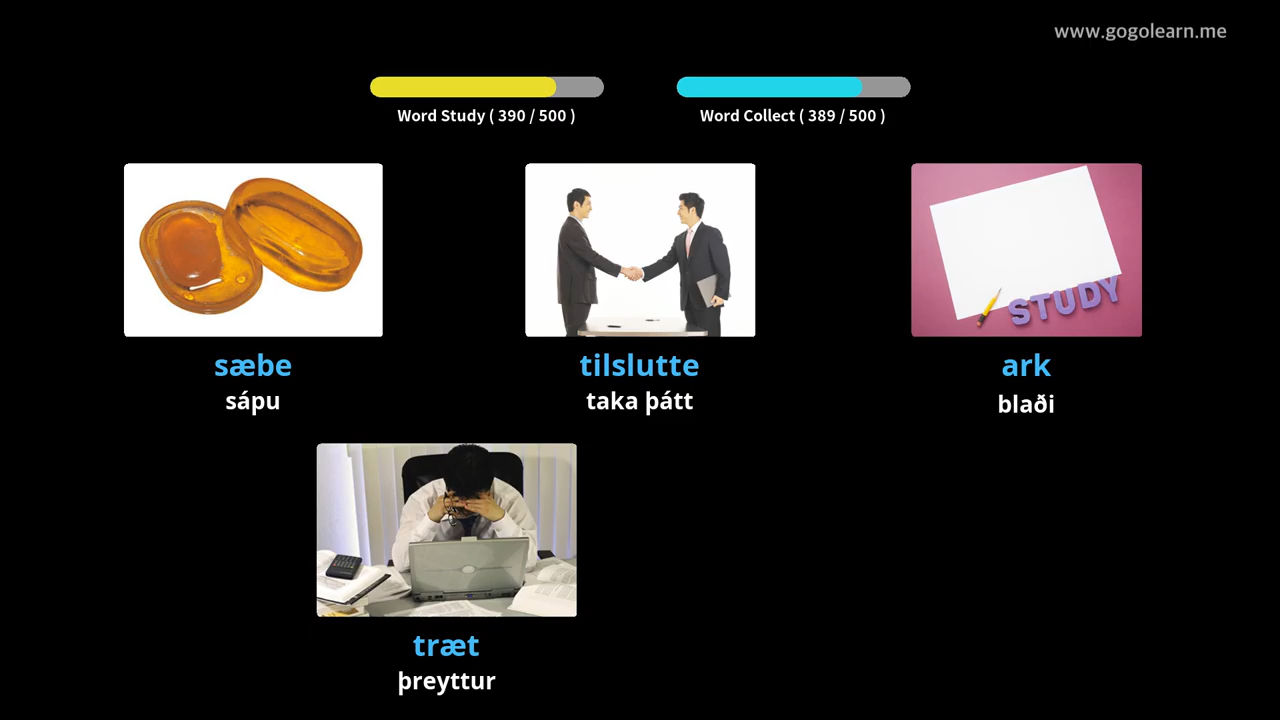 www.gogolearn.me
Word Study ( 390 / 500 )
Word Collect ( 389 / 500 )
STUDY
sæbe
sápu
tilslutte
taka þátt
ark
blaði
træt
þreyttur